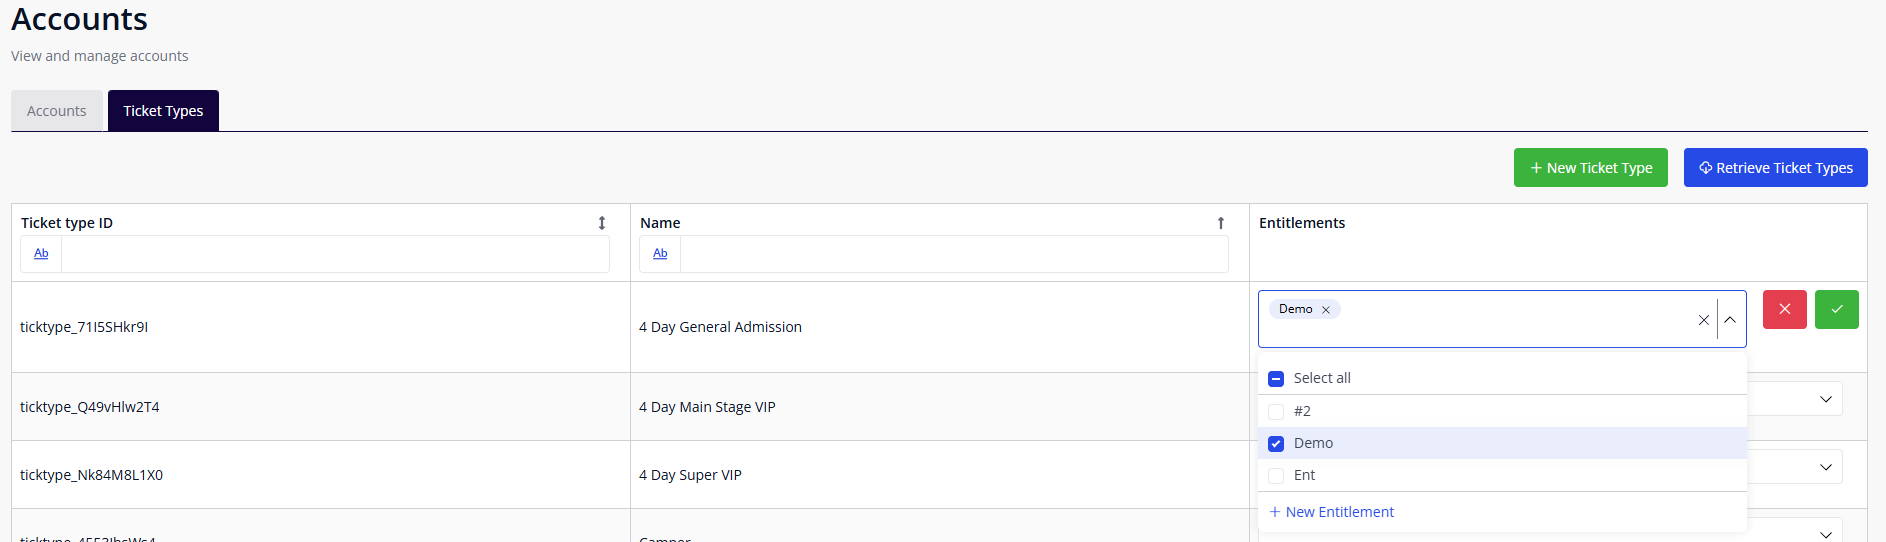 Accounts
View and manage accounts
Accounts
Ticket Types
+ New Ticket Type
Retrieve Ticket Types
Ticket type ID
Name
Entitlements
Ab
Ab
ticktype_71I5SHkr9I
4 Day General Admission
Demo
Select all
ticktype_Q49vHlw2T4
4 Day Main Stage VIP
#2
Demo
ticktype_Nk84M8L1X0
4 Day Super VIP
Ent
+ New Entitlement
Camper